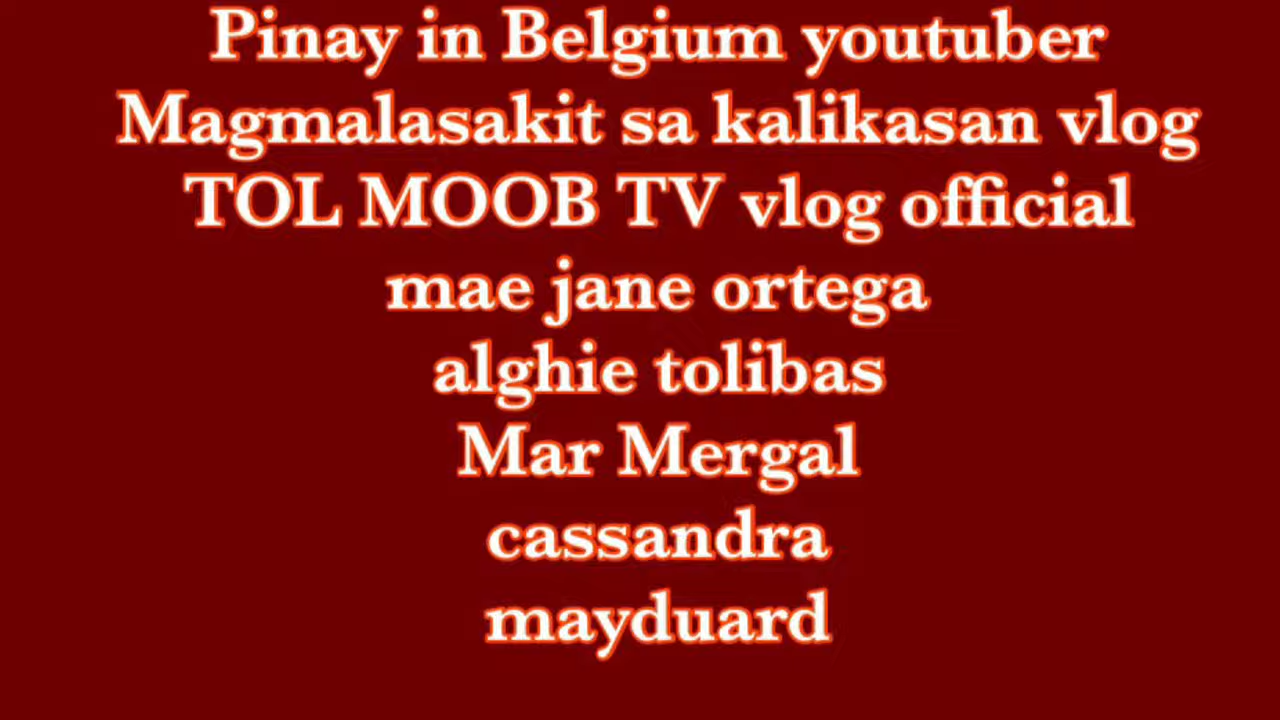 Pinay in Belgium youtuber
Magmalasakit sa kalikasan vlog
TOL MOOB TV vlog official
mae jane ortega
alghie tolibas
Mar Mergal
cassandra
mayduard